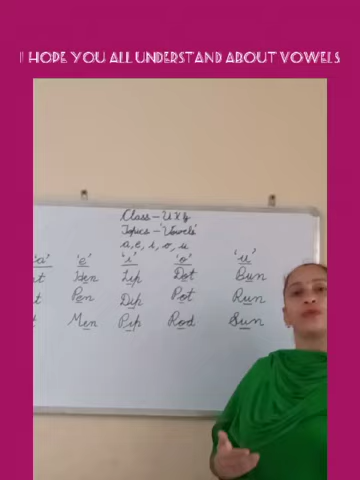 I HOPE YOU ALL UNDERSTAND ABOUT VOWELS
Class - UKG
Topics - 'Vowels'
a, e, i, o, u
'a' 'e' 'i' 'o' 'u'
Hen Lip Dot Bun
Pen Dip Pot Run
Men Pip Rod Sun